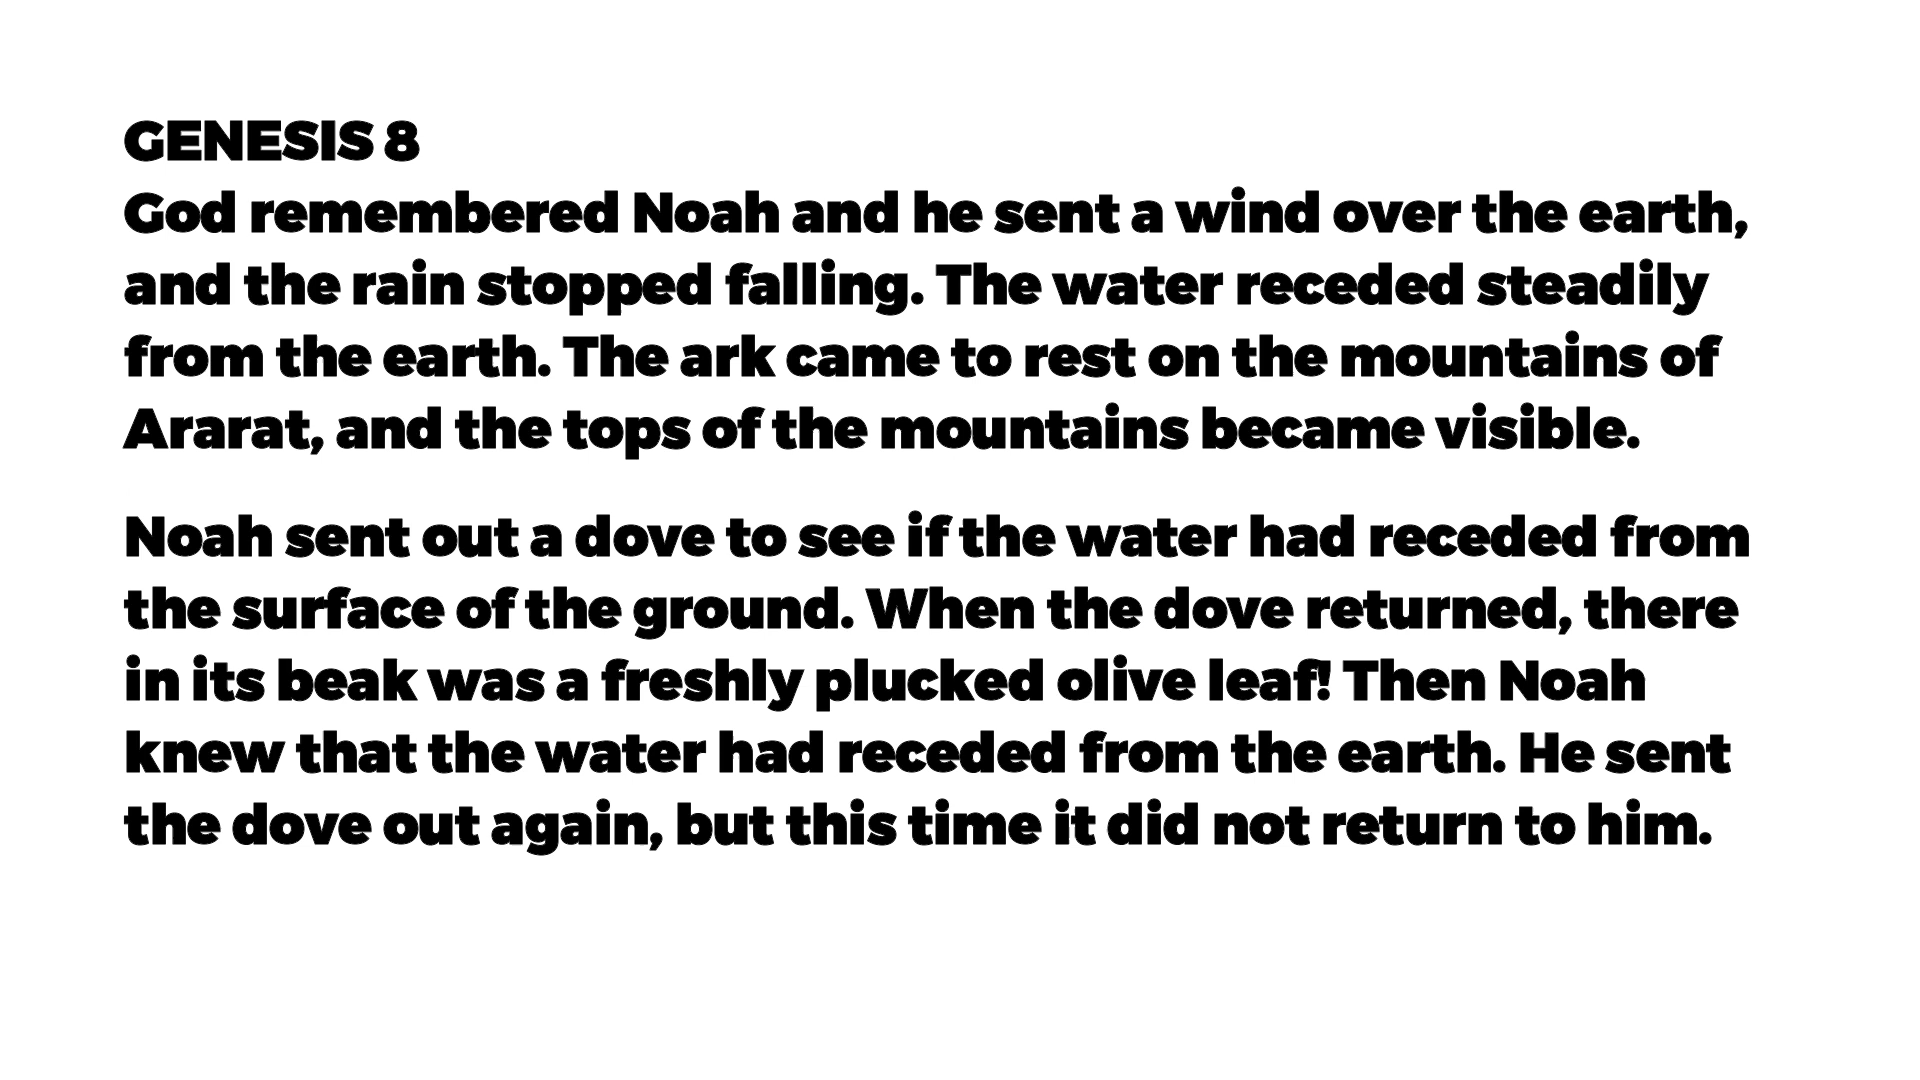 GENESIS 8
God remembered Noah and he sent a wind over the earth,
and the rain stopped falling. The water receded steadily
from the earth. The ark came to rest on the mountains of
Ararat, and the tops of the mountains became visible.
Noah sent out a dove to see if the water had receded from
the surface of the ground. When the dove returned, there
in its beak was a freshly plucked olive leaf! Then Noah
knew that the water had receded from the earth. He sent
the dove out again, but this time it did not return to him.